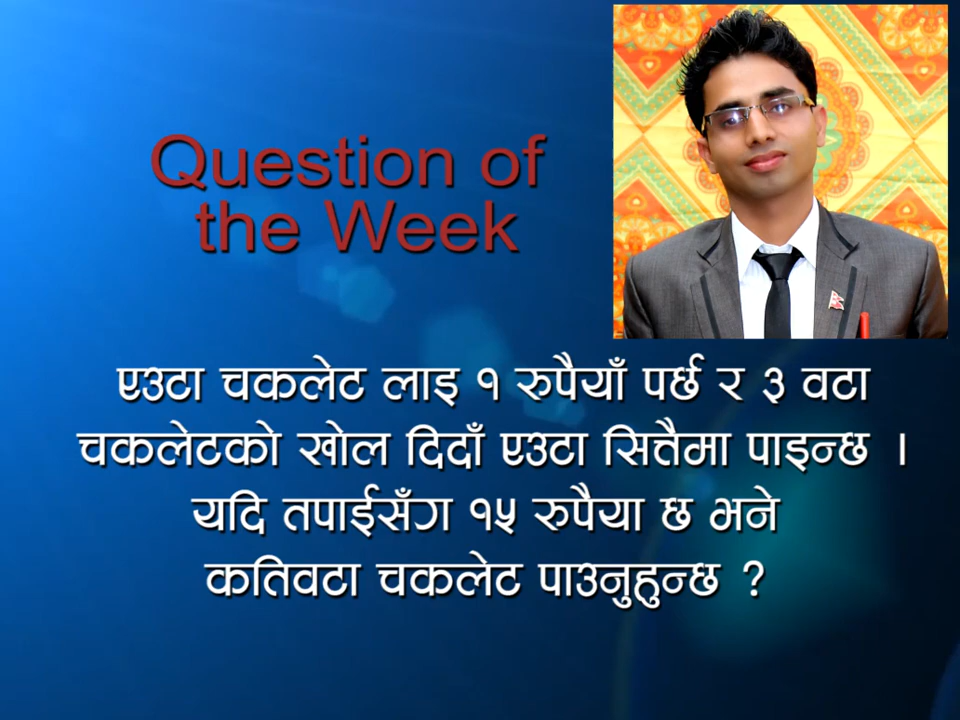 Question of
the Week
एउटा चकलेट लाइ १ रुपैयाँ पर्छ र ३ वटा
चकलेटको खोल दिदाँ एउटा सित्तैमा पाइन्छ ।
यदि तपाईसँग १५ रुपैया छ भने
कतिवटा चकलेट पाउनुहुन्छ ?